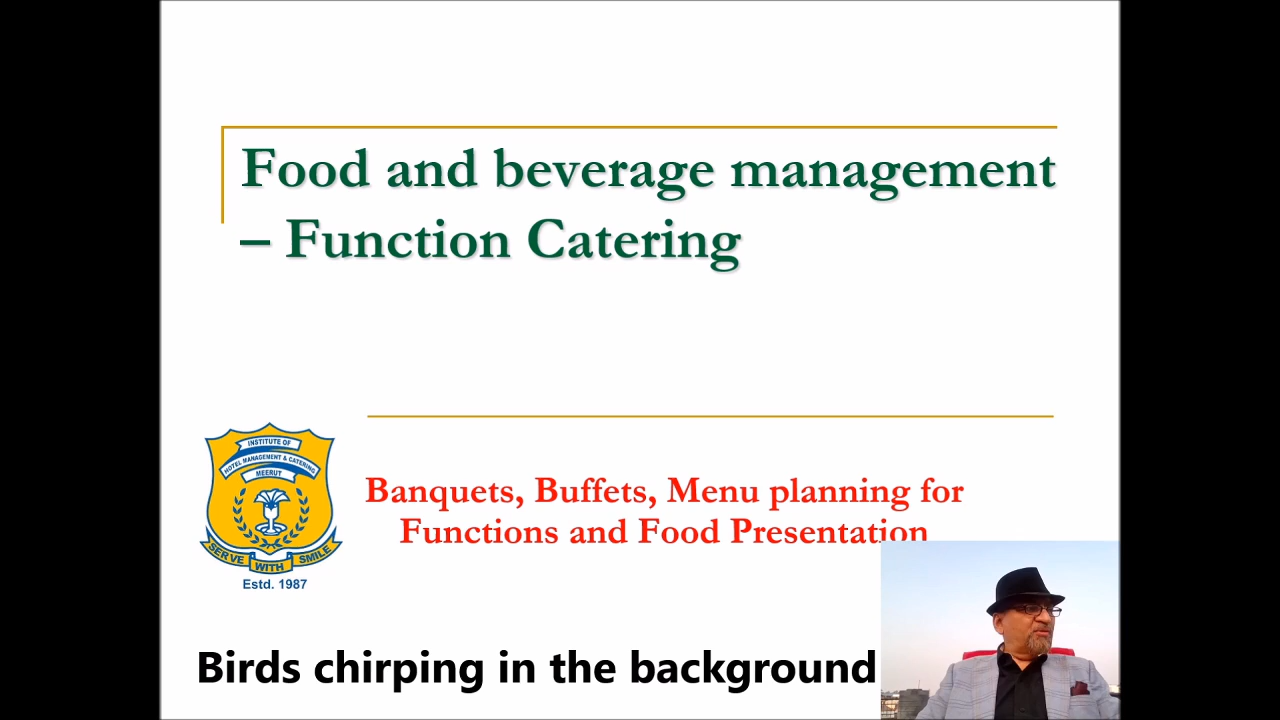 Food and beverage management
– Function Catering
INSTITUTE OF
HOTEL MANAGEMENT & CATERING
MEERUT
SERVE WITH SMILE
Estd. 1987
Banquets, Buffets, Menu planning for
Functions and Food Presentation
Birds chirping in the background